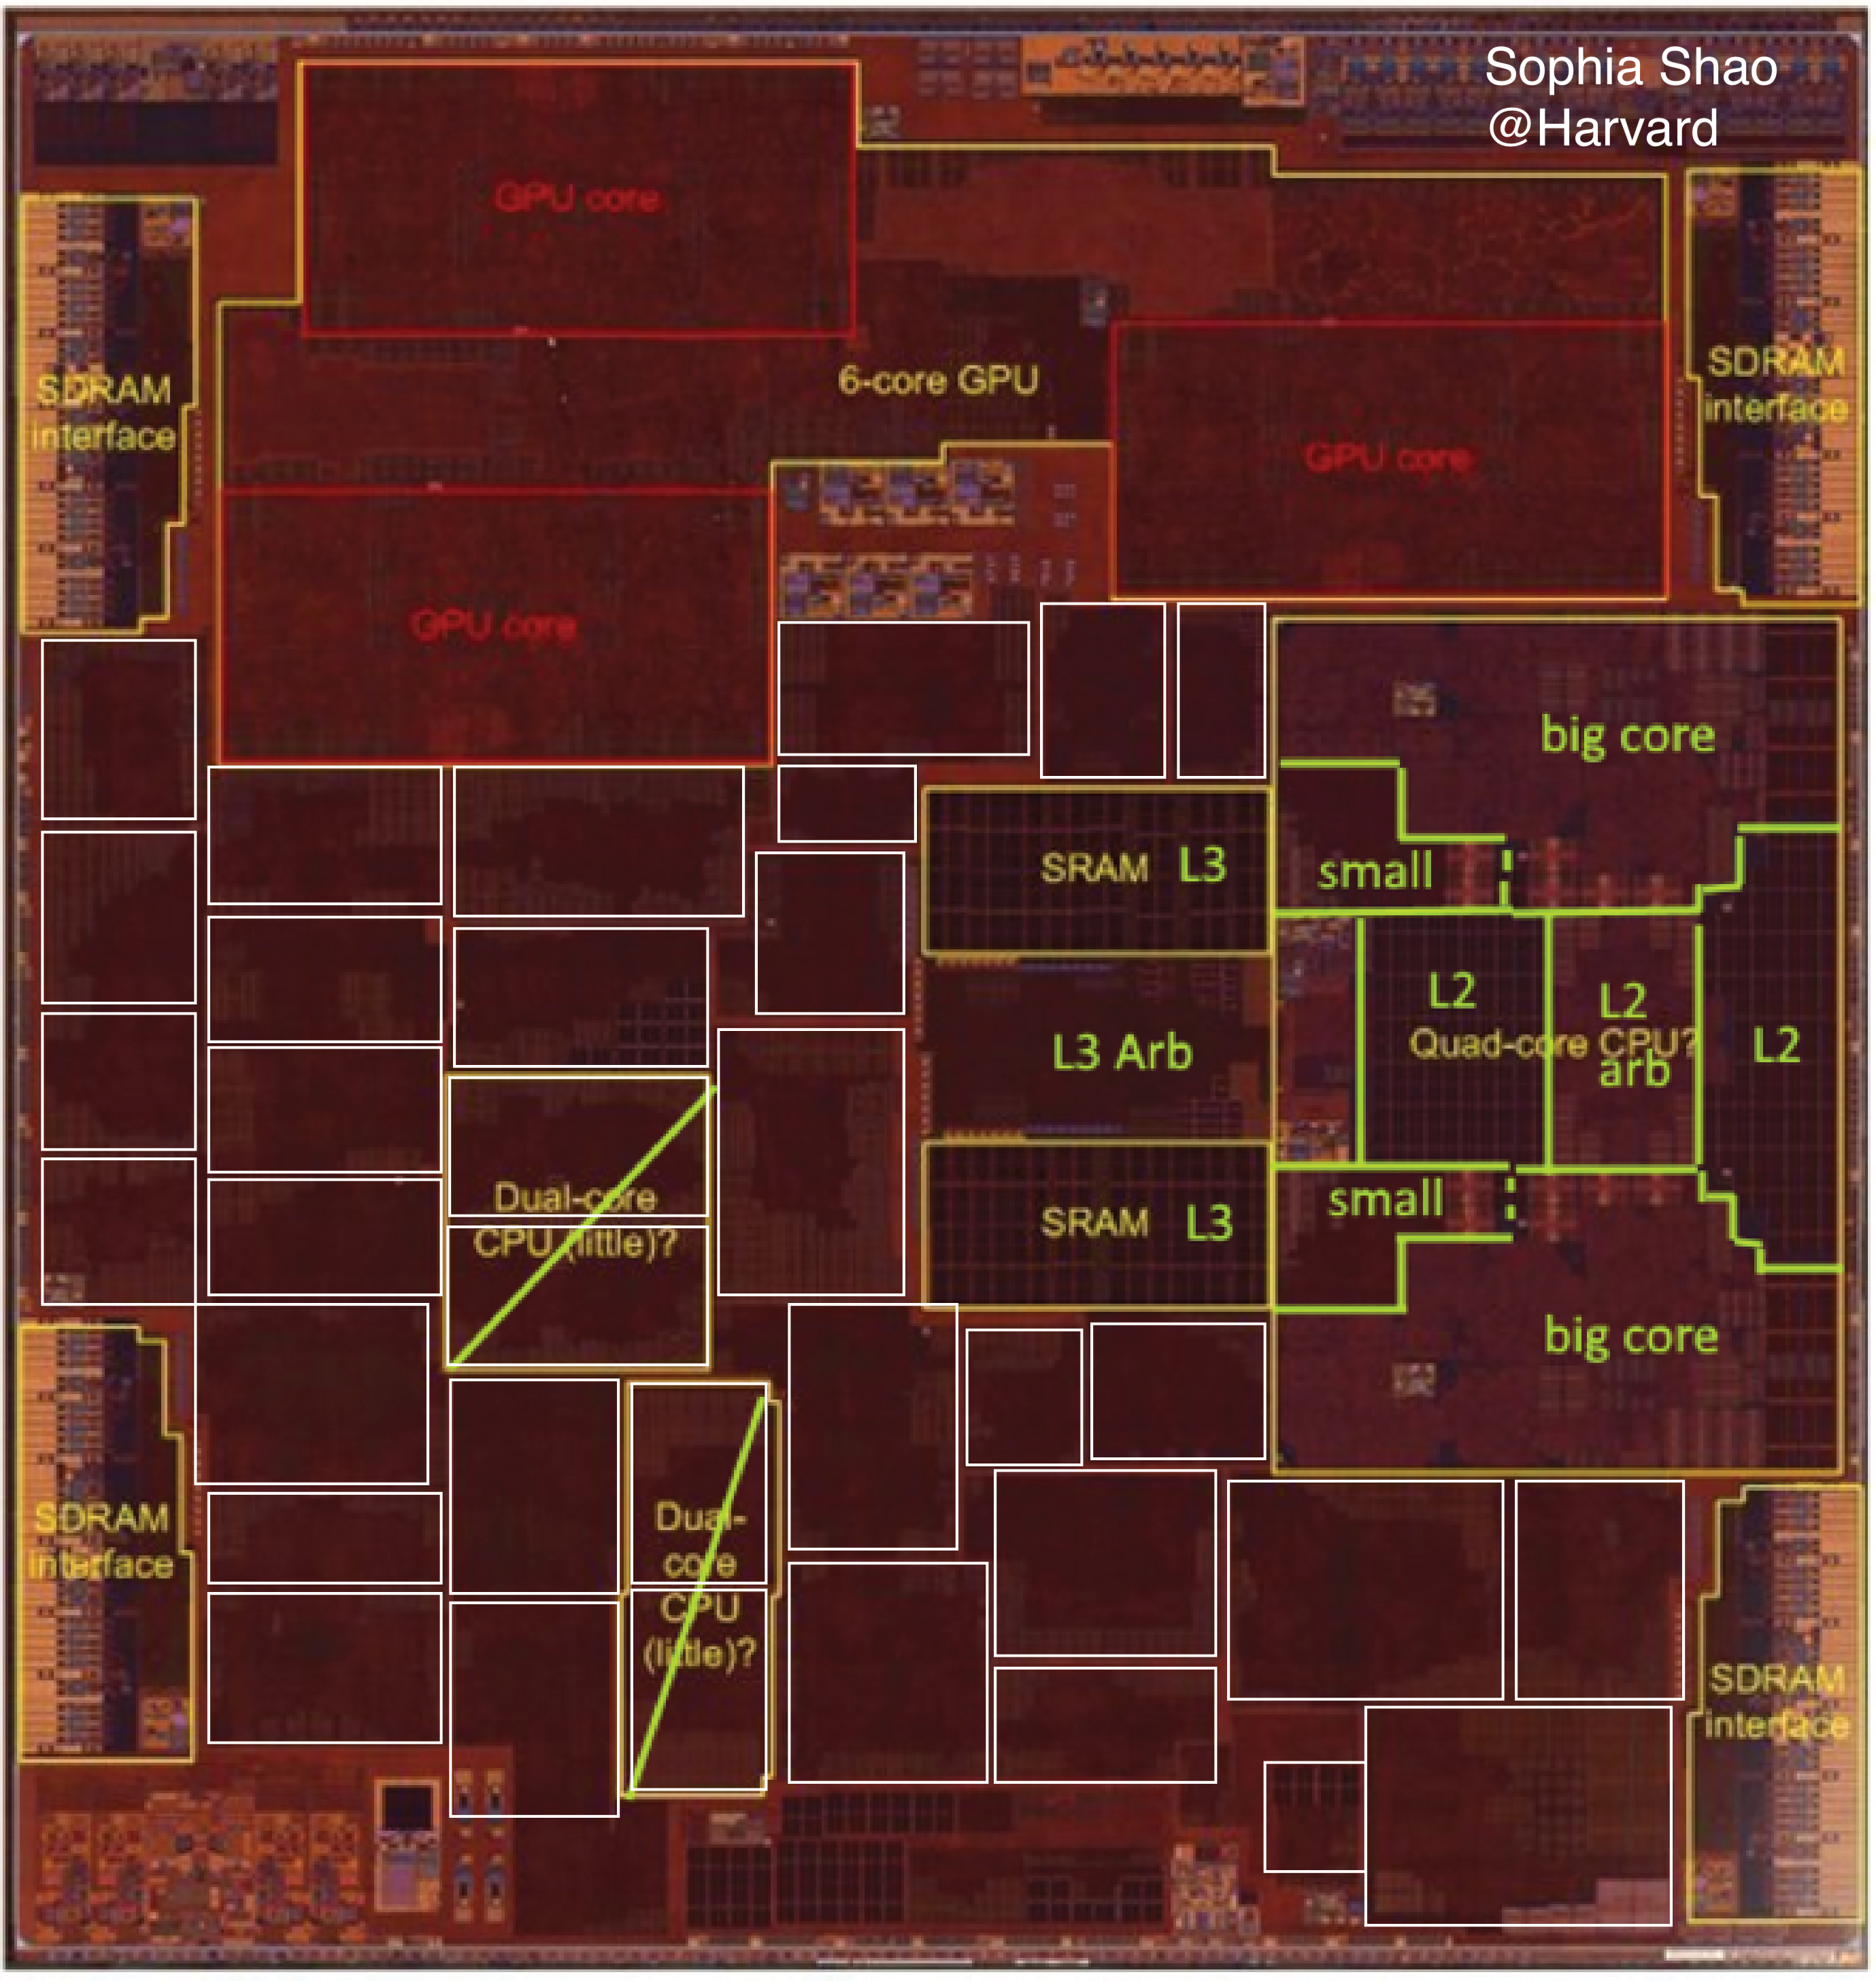 Sophia Shao
@Harvard
GPU core
SDRAM
interface
6-core GPU
SDRAM
interface
GPU core
GPU core
big core
SRAM L3
small
L2
L2
Quad-core CPU?
arb
L2
L3 Arb
Dual-core
CPU (little)?
SRAM L3
small
big core
SDRAM
interface
Dual-
core
CPU
(little)?
SDRAM
interface